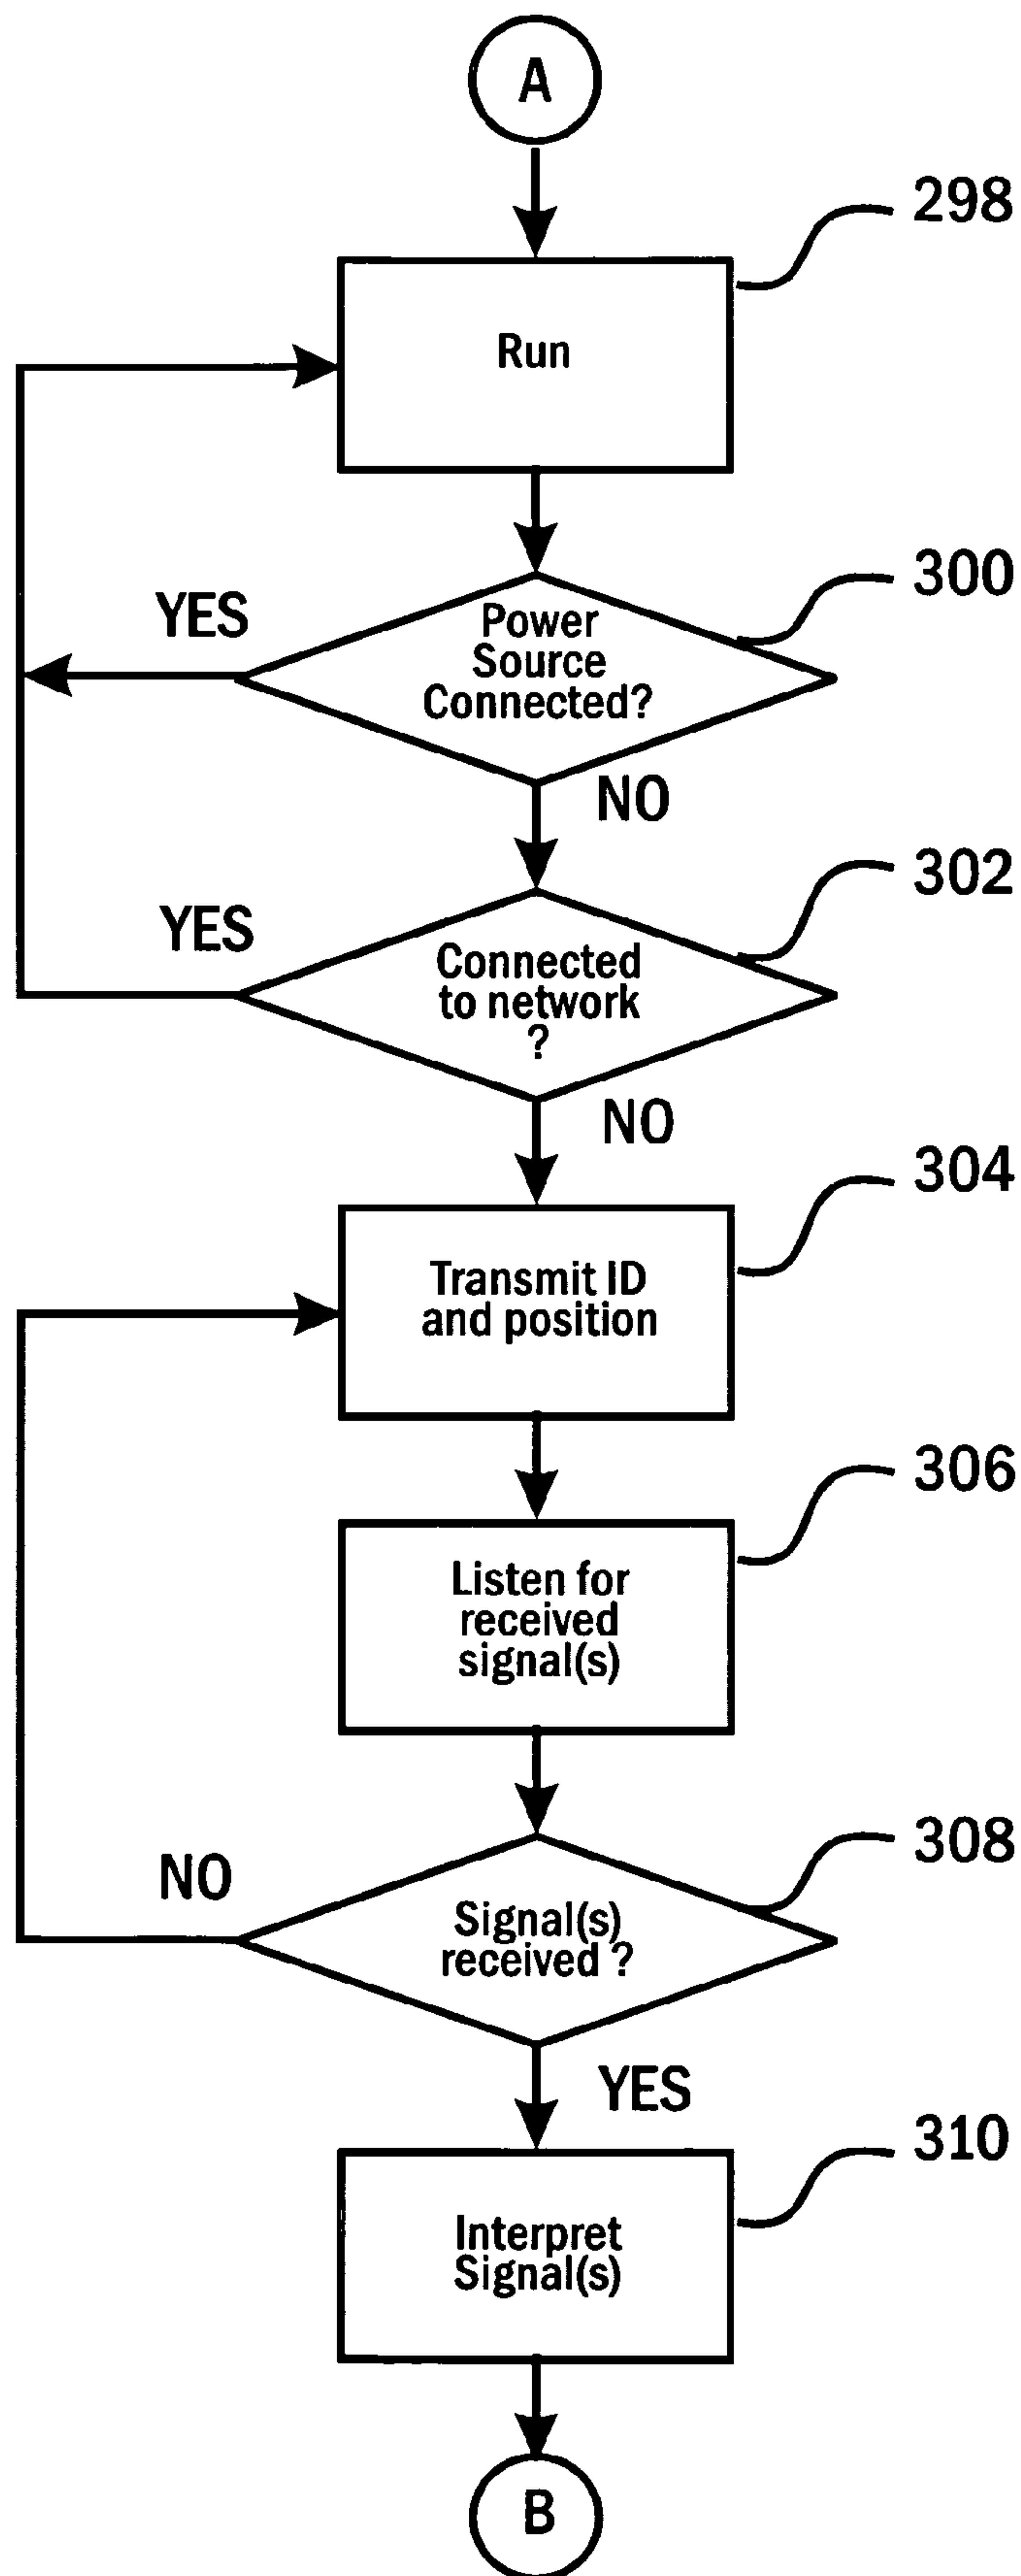 A
298
Run
300
YES
Power
Source
Connected?
NO
302
YES
Connected
to network
?
NO
304
Transmit ID
and position
306
Listen for
received
signal(s)
308
NO
Signal(s)
received ?
YES
310
Interpret
Signal(s)
B